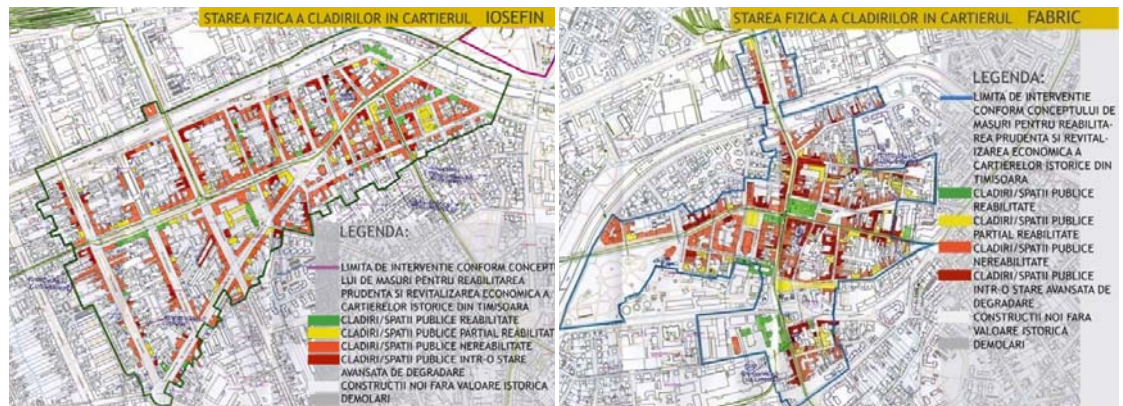 STAREA FIZICA A CLADIRILOR IN CARTIERUL IOSEFIN
LEGENDA:
LIMITA DE INTERVENTIE CONFORM CONCEPT
LUI DE MASURI PENTRU REABILITAREA
PRUDENTA SI REVITALIZAREA ECONOMICA A
CARTIERELOR ISTORICE DIN TIMISOARA
CLADIRI/SPATII PUBLICE REABILITATE
CLADIRI/SPATII PUBLICE PARTIAL REABILITAT
CLADIRI/SPATII PUBLICE NEREABILITATE
CLADIRI/SPATII PUBLICE INTR-O STARE
AVANSATA DE DEGRADARE
CONSTRUCTII NOI FARA VALOARE ISTORICA
DEMOLARI
STAREA FIZICA A CLADIRILOR IN CARTIERUL FABRIC
LEGENDA:
LIMITA DE INTERVENTIE
CONFORM CONCEPTULUI DE
MASURI PENTRU REABILITA-
REA PRUDENTA SI REVITAL-
IZAREA ECONOMICA A
CARTIERELOR ISTORICE DIN
TIMISOARA
CLADIRI/SPATII PUBLICE
REABILITATE
CLADIRI/SPATII PUBLICE
PARTIAL REABILITATE
CLADIRI/SPATII PUBLICE
NEREABILITATE
CLADIRI/SPATII PUBLICE
INTR-O STARE AVANSATA DE
DEGRADARE
CONSTRUCTII NOI FARA
VALOARE ISTORICA
DEMOLARI